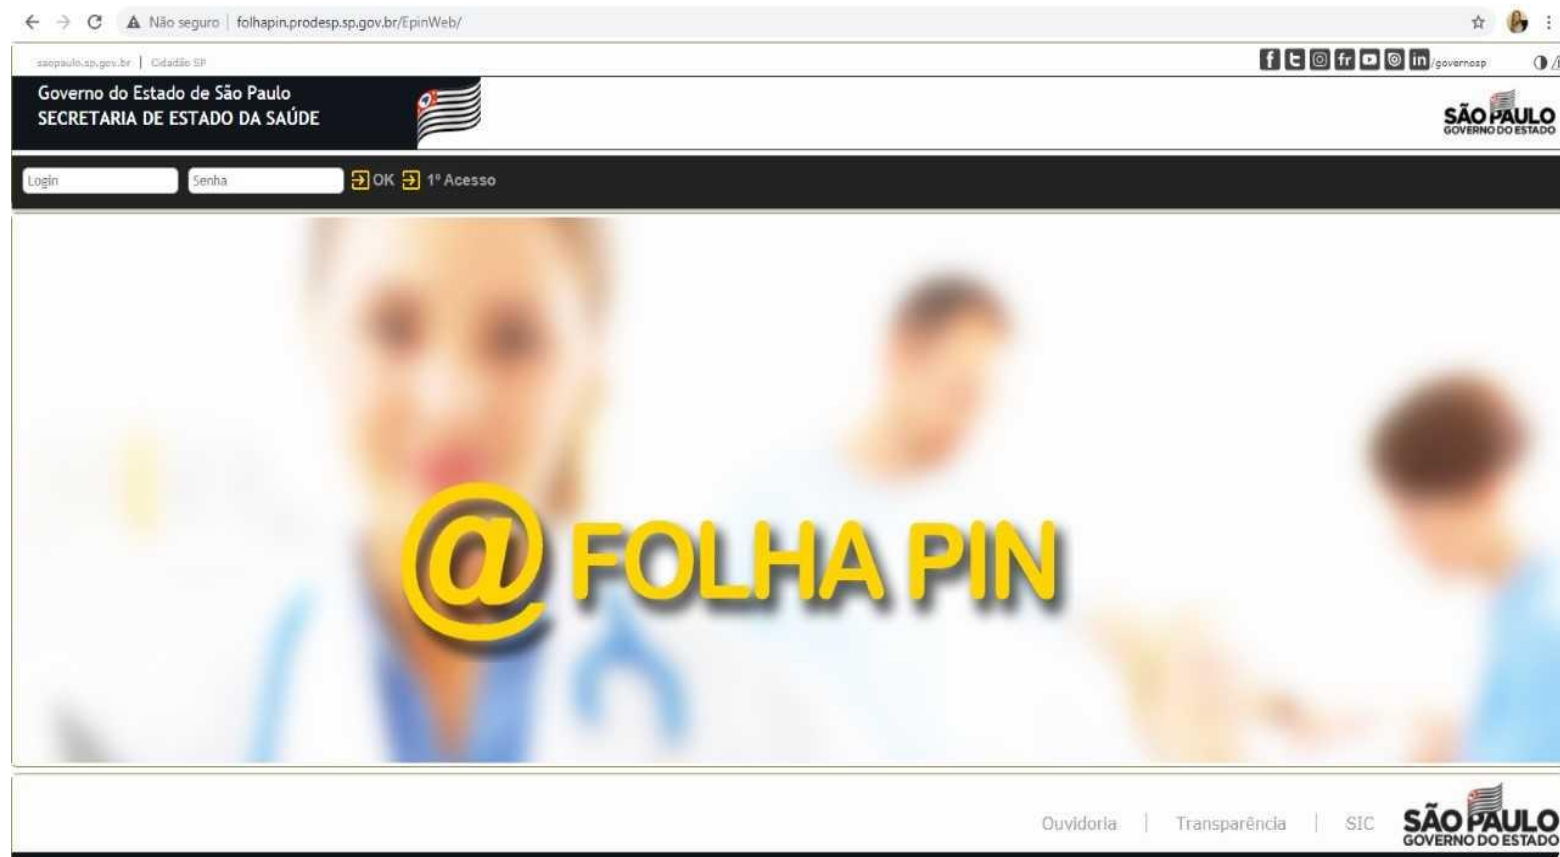 Não seguro | folhapin.prodesp.sp.gov.br/EpinWeb/
saopaulo.sp.gov.br | Cidadão SP
/governosp
Governo do Estado de São Paulo
SECRETARIA DE ESTADO DA SAÚDE
SÃO PAULO
GOVERNO DO ESTADO
Login Senha OK 1º Acesso
@ FOLHA PIN
Ouvidoria | Transparência | SIC
SÃO PAULO
GOVERNO DO ESTADO